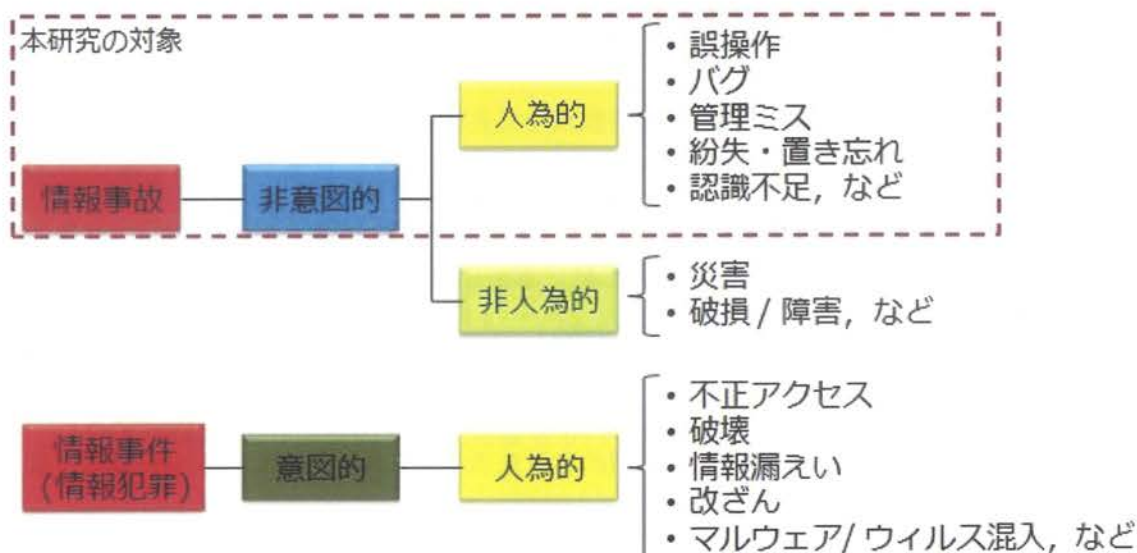 本研究の対象
情報事故
非意図的
人為的
・誤操作
・バグ
・管理ミス
・紛失・置き忘れ
・認識不足，など
非人為的
・災害
・破損 / 障害，など
情報事件
(情報犯罪)
意図的
人為的
・不正アクセス
・破壊
・情報漏えい
・改ざん
・マルウェア/ ウィルス混入，など